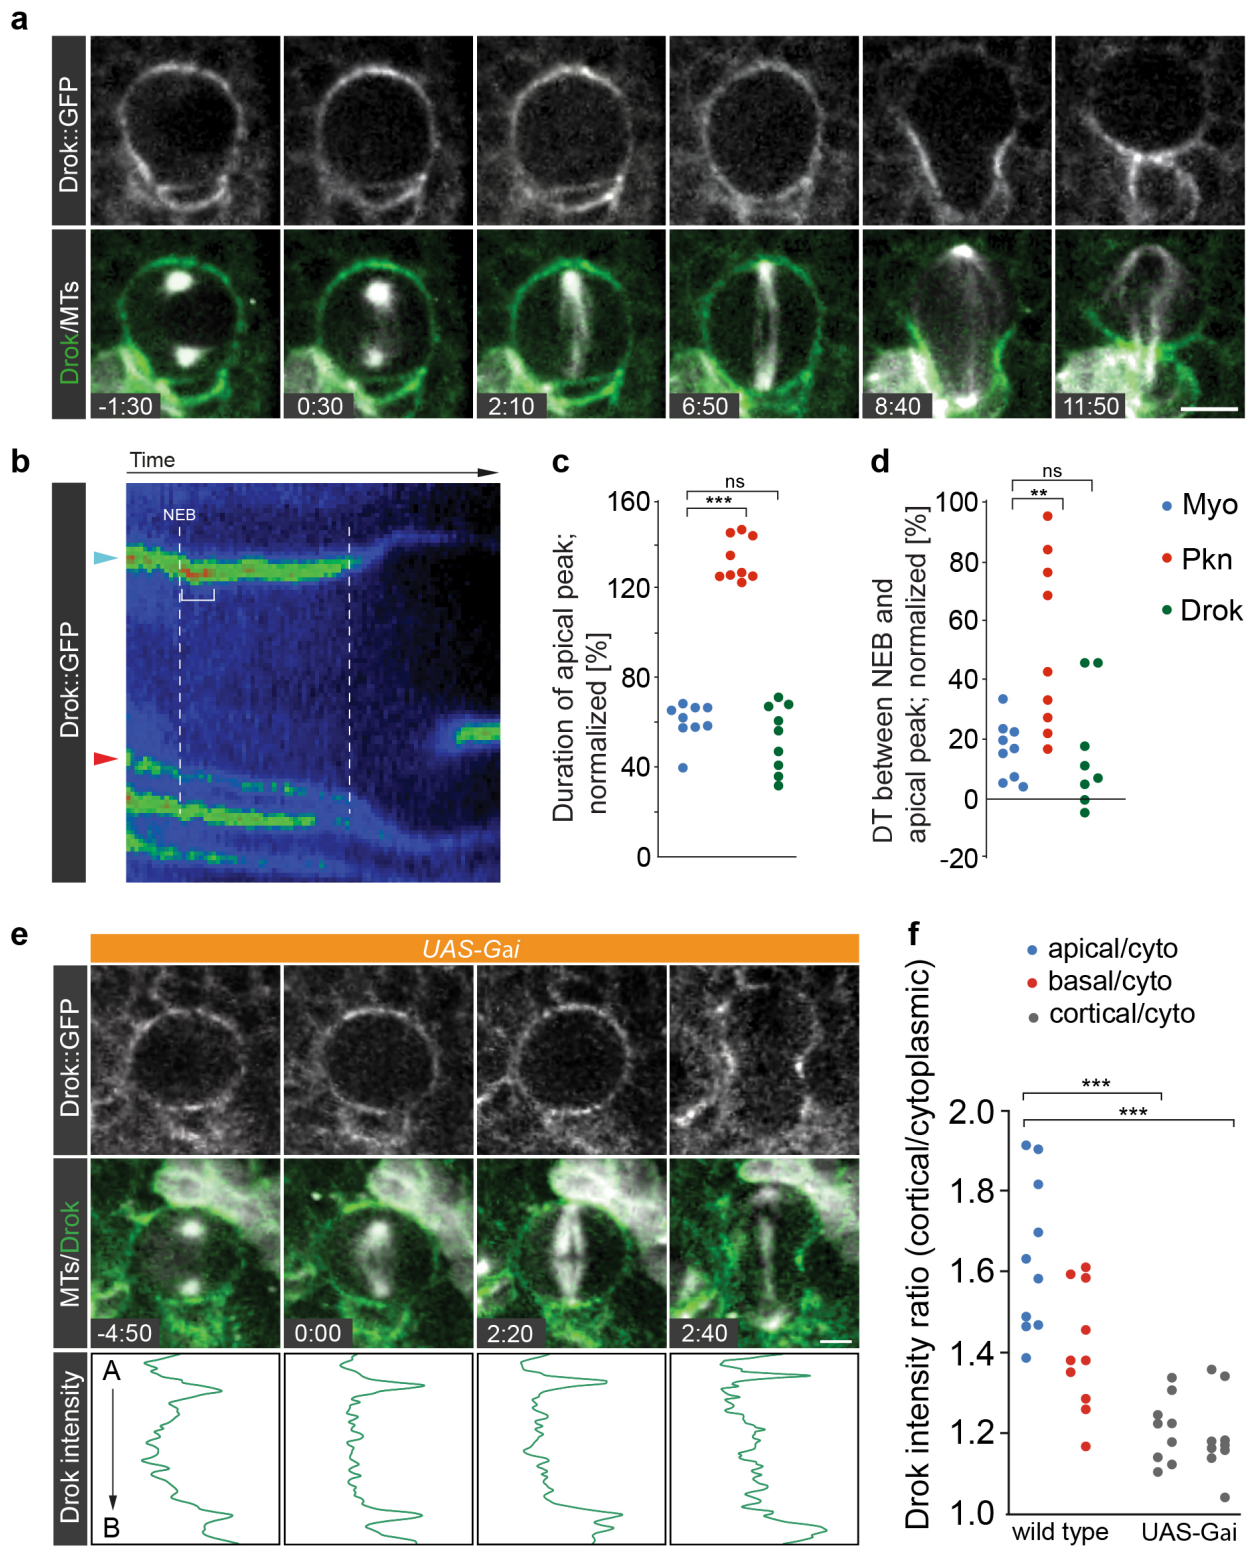 a
Drok::GFP
Drok/MTs
-1:30
0:30
2:10
6:50
8:40
11:50
b
Time
Drok::GFP
NEB
c
Duration of apical peak;
normalized [%]
160
120
80
40
0
ns
***
d
DT between NEB and
apical peak; normalized [%]
100
80
60
40
20
0
-20
ns
**
Myo
Pkn
Drok
e
UAS-Gai
Drok::GFP
MTs/Drok
-4:50
0:00
2:20
2:40
Drok intensity
A
B
f
apical/cyto
basal/cyto
cortical/cyto
Drok intensity ratio (cortical/cytoplasmic)
***
***
2.0
1.8
1.6
1.4
1.2
1.0
wild type
UAS-Gai